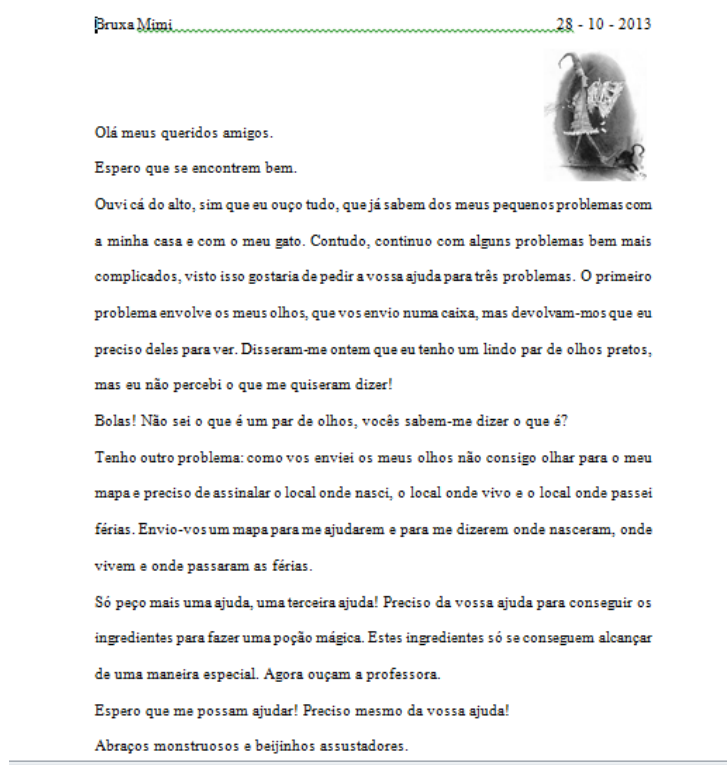 Bruxa Mimi 28 - 10 - 2013
Olá meus queridos amigos.
Espero que se encontrem bem.
Ouvi cá do alto, sim que eu ouço tudo, que já sabem dos meus pequenos problemas com
a minha casa e com o meu gato. Contudo, continuo com alguns problemas bem mais
complicados, visto isso gostaria de pedir a vossa ajuda para três problemas. O primeiro
problema envolve os meus olhos, que vos envio numa caixa, mas devolvam-mos que eu
preciso deles para ver. Disseram-me ontem que eu tenho um lindo par de olhos pretos,
mas eu não percebi o que me quiseram dizer!
Bolas! Não sei o que é um par de olhos, vocês sabem-me dizer o que é?
Tenho outro problema: como vos enviei os meus olhos não consigo olhar para o meu
mapa e preciso de assinalar o local onde nasci, o local onde vivo e o local onde passei
férias. Envio-vos um mapa para me ajudarem e para me dizerem onde nasceram, onde
vivem e onde passaram as férias.
Só peço mais uma ajuda, uma terceira ajuda! Preciso da vossa ajuda para conseguir os
ingredientes para fazer uma poção mágica. Estes ingredientes só se conseguem alcançar
de uma maneira especial. Agora ouçam a professora.
Espero que me possam ajudar! Preciso mesmo da vossa ajuda!
Abraços monstruosos e beijinhos assustadores.